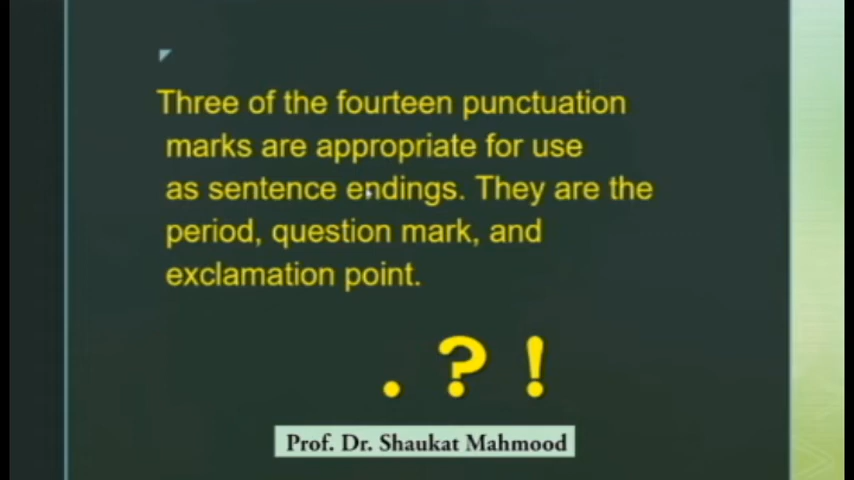 Three of the fourteen punctuation
marks are appropriate for use
as sentence endings. They are the
period, question mark, and
exclamation point.
. ? !
Prof. Dr. Shaukat Mahmood